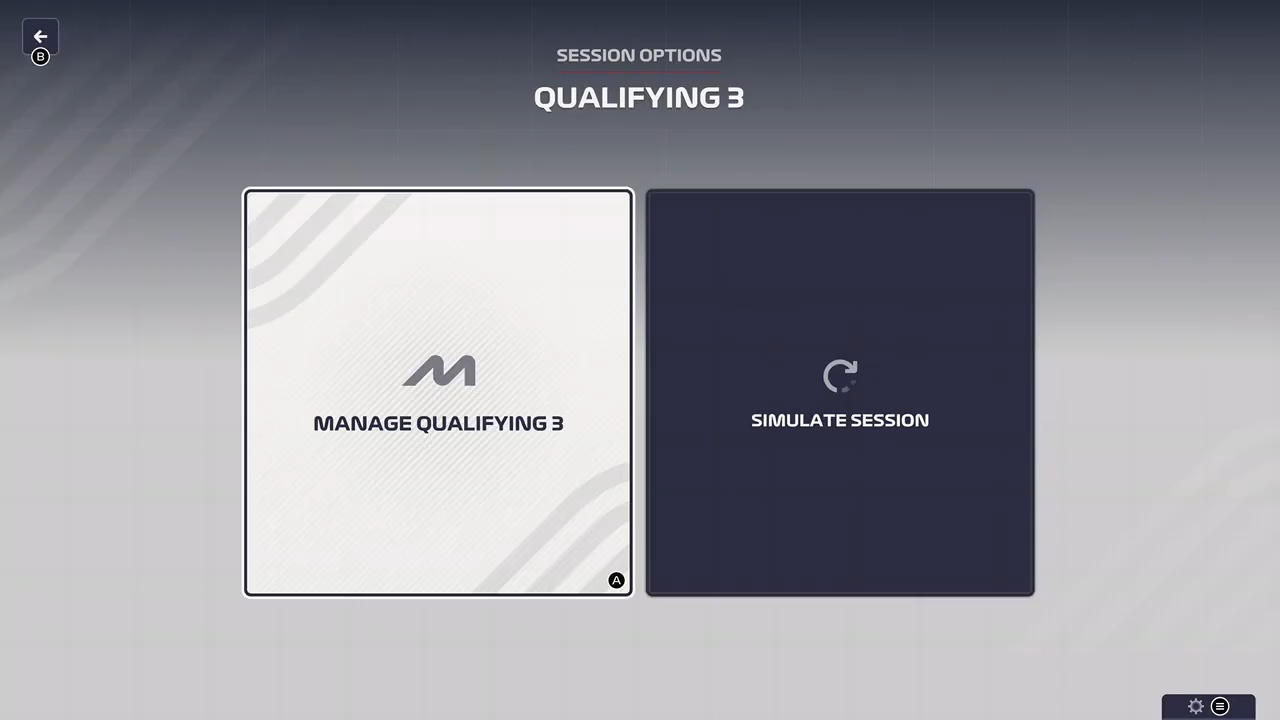 B
SESSION OPTIONS
QUALIFYING 3
MANAGE QUALIFYING 3
SIMULATE SESSION
A